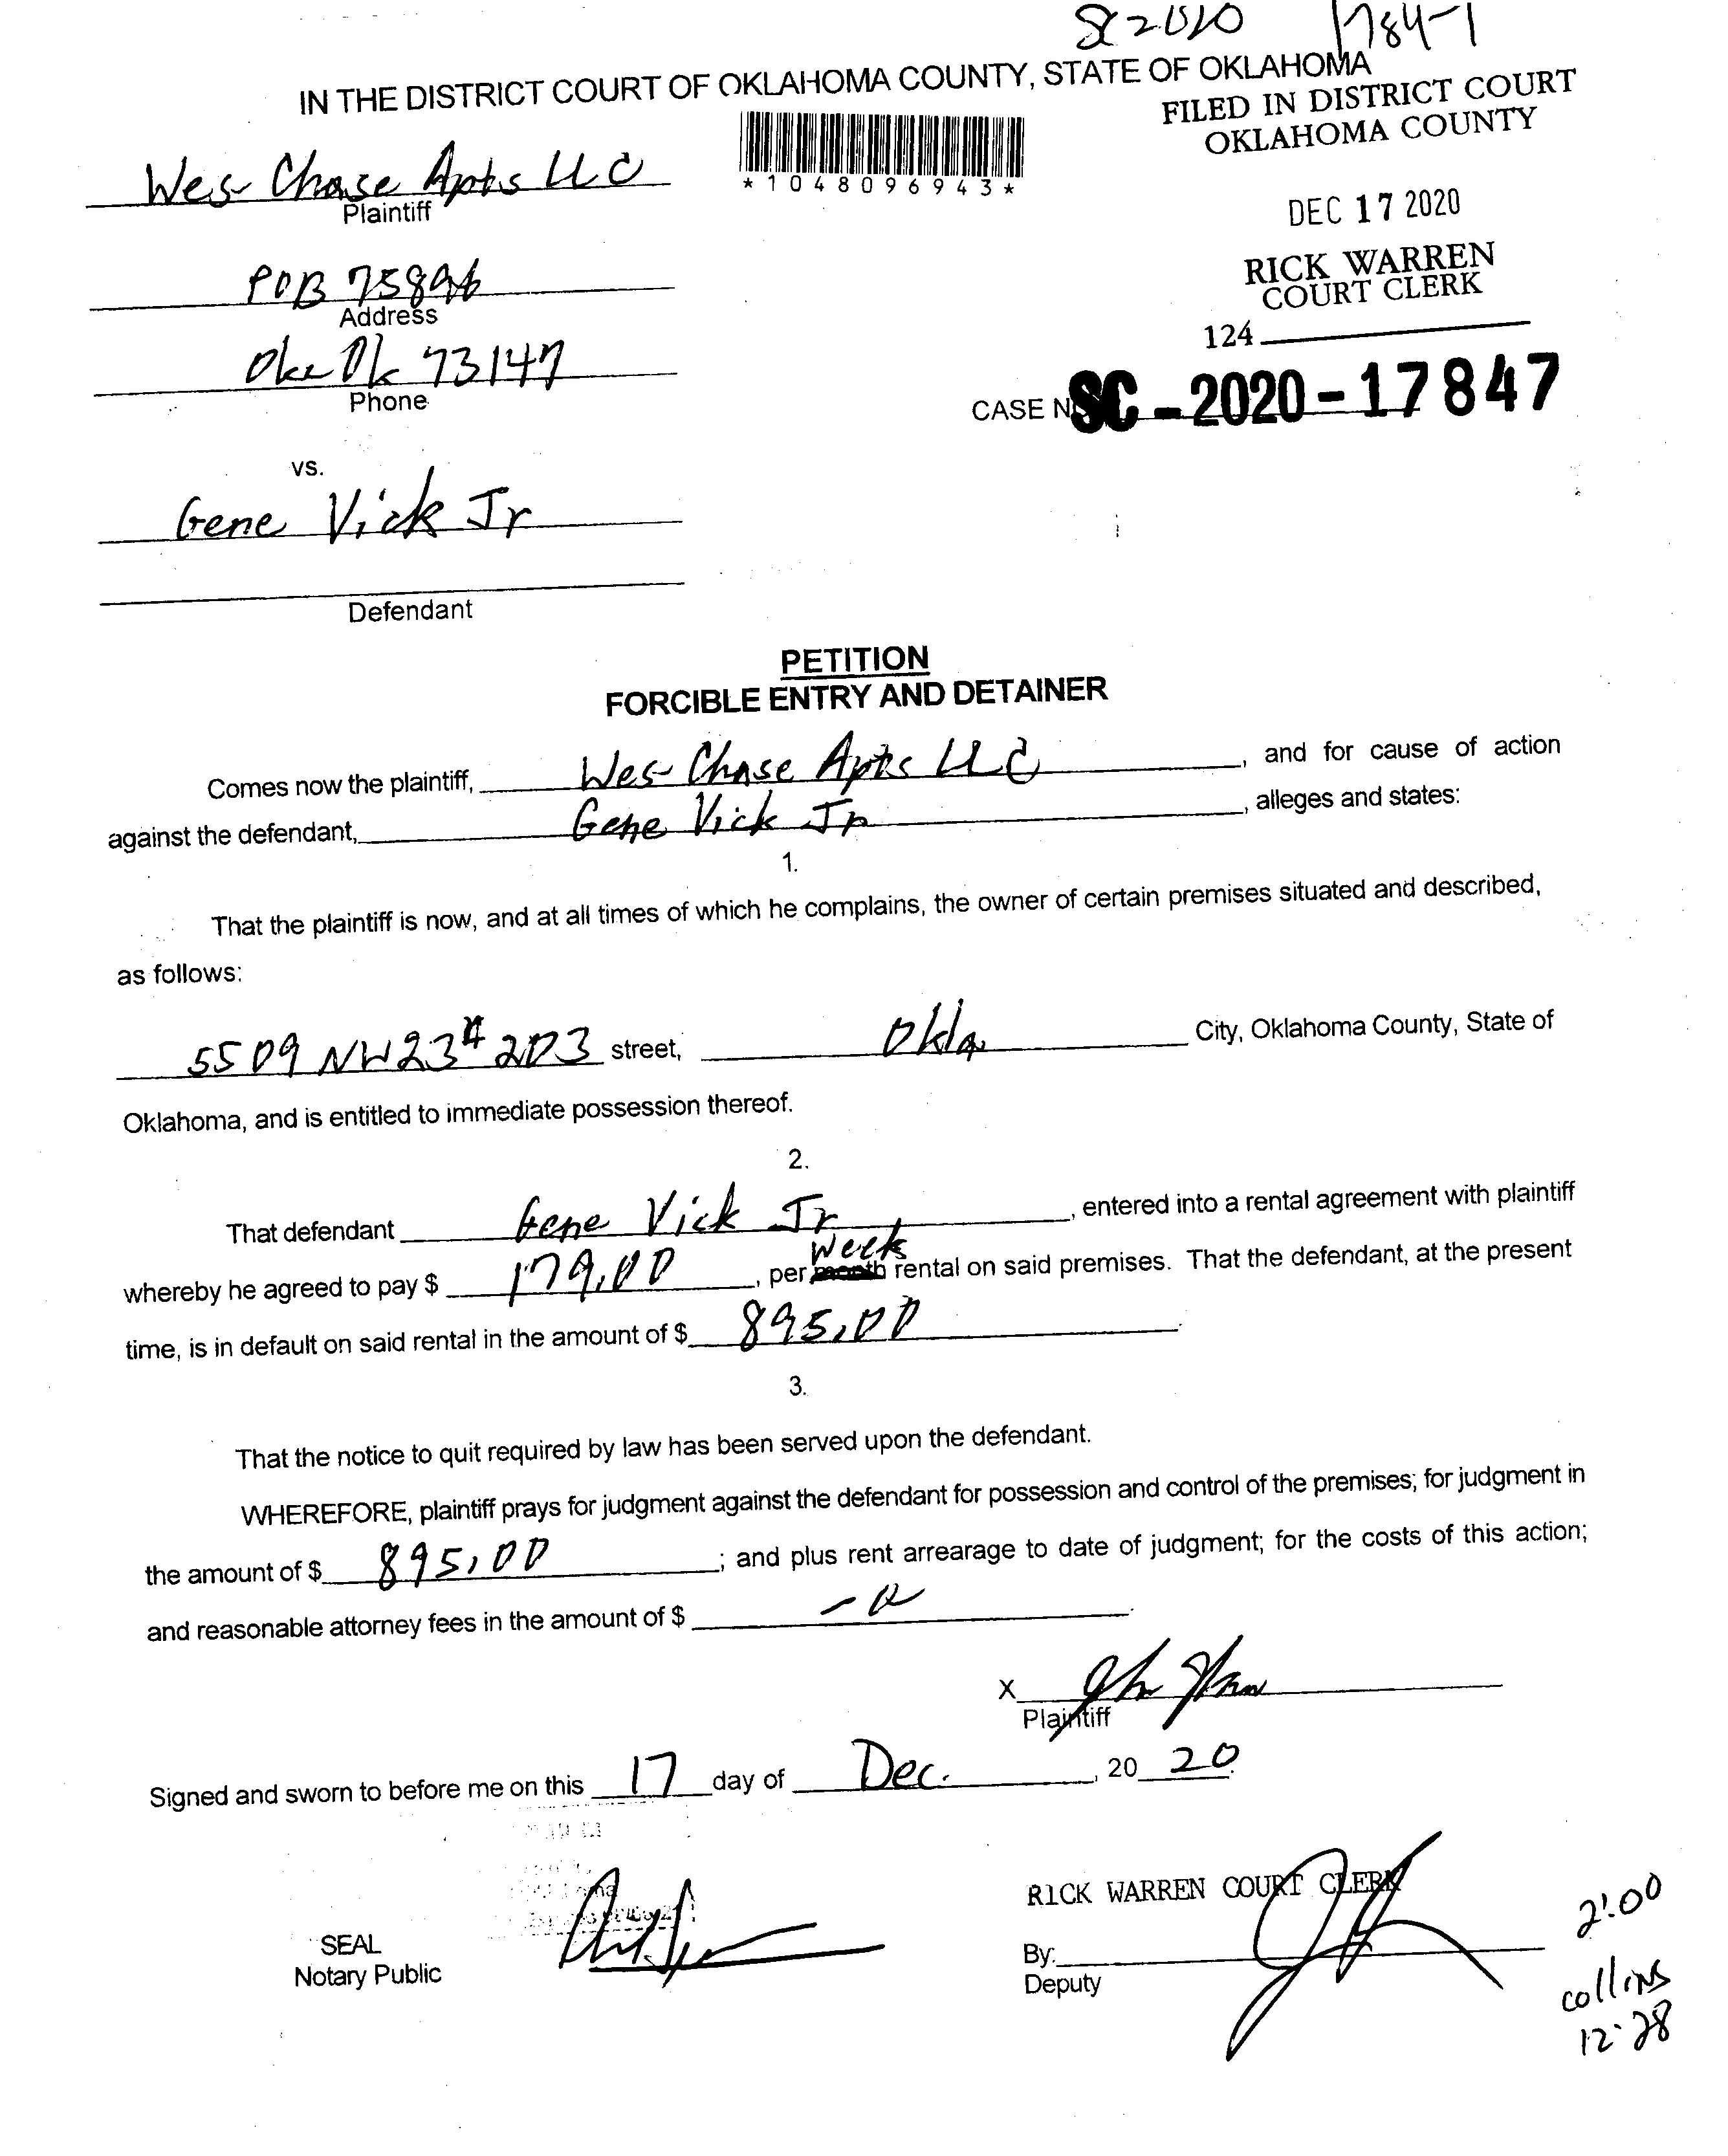 SC 2020 1784-7
IN THE DISTRICT COURT OF OKLAHOMA COUNTY, STATE OF OKLAHOMA
FILED IN DISTRICT COURT
OKLAHOMA COUNTY
*1048096943*
Wes Chase Apts LLC
Plaintiff
DEC 17 2020
POB 75896
Address
RICK WARREN
COURT CLERK
124
Okc Ok 73147
Phone
CASE NO
SC-2020-17847
vs.
Gene Vick Jr
Defendant
PETITION
FORCIBLE ENTRY AND DETAINER
Comes now the plaintiff, Wes Chase Apts LLC, and for cause of action
against the defendant, Gene Vick Jr, alleges and states:
1.
That the plaintiff is now, and at all times of which he complains, the owner of certain premises situated and described,
as follows:
5509 NW 23rd 203 street, Okla City, Oklahoma County, State of
Oklahoma, and is entitled to immediate possession thereof.
2.
That defendant Gene Vick Jr, entered into a rental agreement with plaintiff
week
whereby he agreed to pay $ 179.00, per month rental on said premises. That the defendant, at the present
time, is in default on said rental in the amount of $ 895.00.
3.
That the notice to quit required by law has been served upon the defendant.
WHEREFORE, plaintiff prays for judgment against the defendant for possession and control of the premises; for judgment in
the amount of $ 895.00; and plus rent arrearage to date of judgment; for the costs of this action;
and reasonable attorney fees in the amount of $ -0.
X
Plaintiff
Signed and sworn to before me on this 17 day of Dec., 20 20.
RICK WARREN COURT CLERK
SEAL
Notary Public
By:
Deputy
2:00
collins
12-28